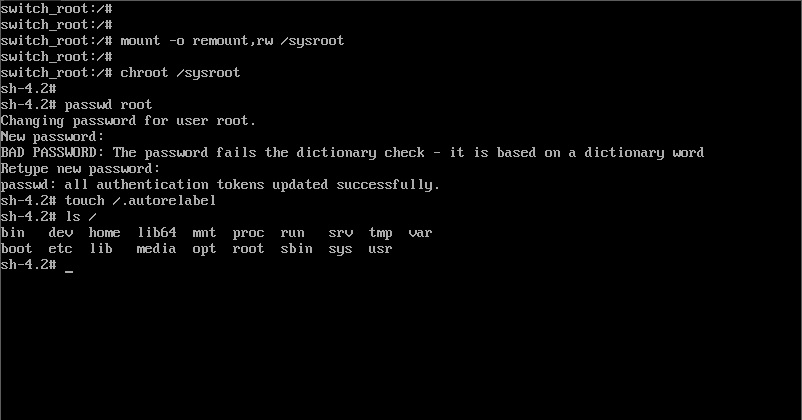 switch_root:/#
switch_root:/#
switch_root:/# mount -o remount,rw /sysroot
switch_root:/#
switch_root:/# chroot /sysroot
sh-4.2#
sh-4.2# passwd root
Changing password for user root.
New password:
BAD PASSWORD: The password fails the dictionary check - it is based on a dictionary word
Retype new password:
passwd: all authentication tokens updated successfully.
sh-4.2# touch /.autorelabel
sh-4.2# ls /
bin   dev  home  lib64  mnt  proc  run   srv  tmp  var
boot  etc  lib   media  opt  root  sbin  sys  usr
sh-4.2# _